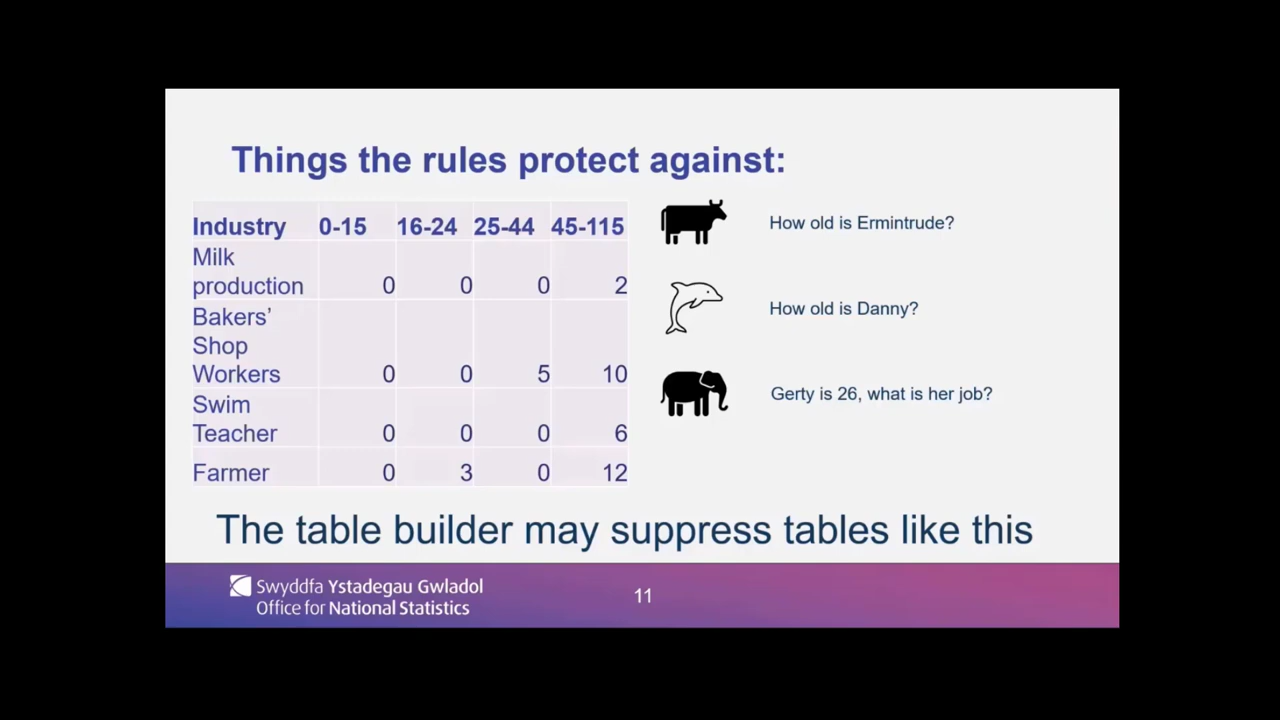 Things the rules protect against:
Industry 0-15 16-24 25-44 45-115
Milk
production 0 0 0 2
Bakers’
Shop
Workers 0 0 5 10
Swim
Teacher 0 0 0 6
Farmer 0 3 0 12
How old is Ermintrude?
How old is Danny?
Gerty is 26, what is her job?
The table builder may suppress tables like this
Swyddfa Ystadegau Gwladol
Office for National Statistics
11